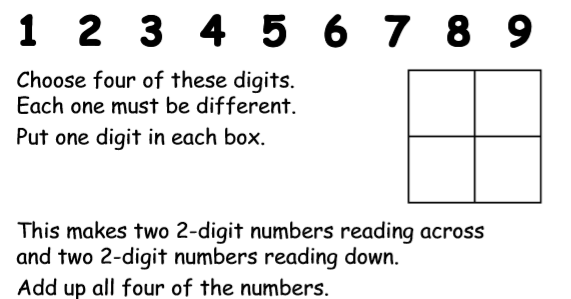 1 2 3 4 5 6 7 8 9
Choose four of these digits.
Each one must be different.
Put one digit in each box.
This makes two 2-digit numbers reading across
and two 2-digit numbers reading down.
Add up all four of the numbers.